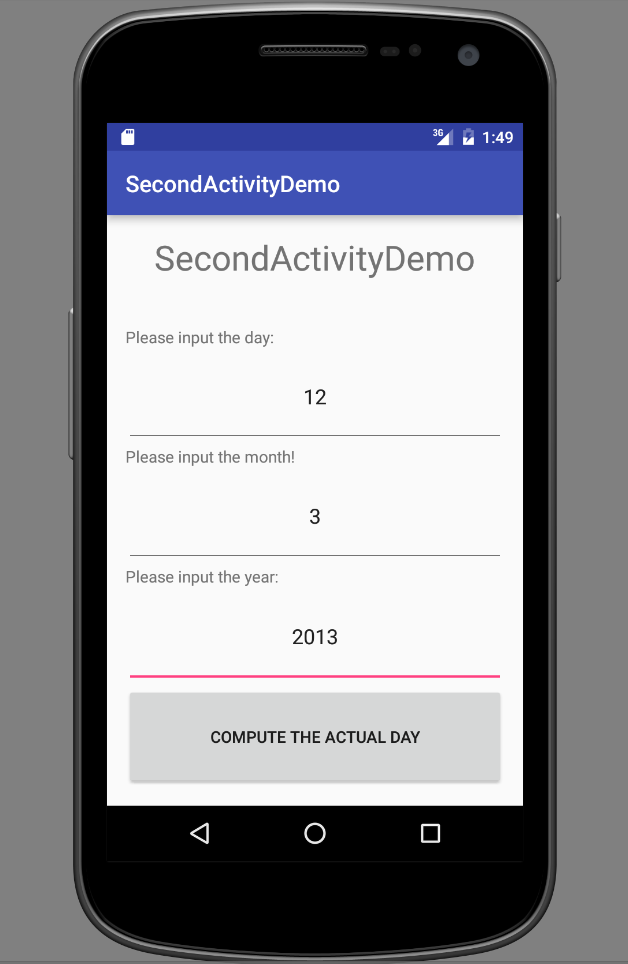 3G 1:49
SecondActivityDemo
SecondActivityDemo
Please input the day:
12
Please input the month!
3
Please input the year:
2013
COMPUTE THE ACTUAL DAY